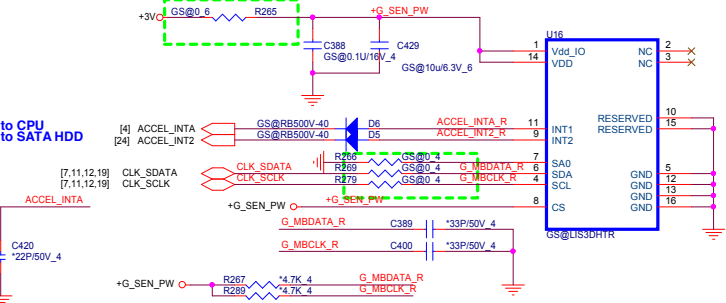 GS@0_6 R265
+3V
+G_SEN_PW
C388
GS@0.1U/16V_4
C429
GS@10u/6.3V_6
U16
1 Vdd_IO
14 VDD
NC 2
NC 3
to CPU
to SATA HDD
[4] ACCEL_INTA
[24] ACCEL_INT2
GS@RB500V-40 D6 ACCEL_INTA_R
GS@RB500V-40 D5 ACCEL_INT2_R
11 INT1
9 INT2
RESERVED 10
RESERVED 15
R266 GS@0_4
7 SA0
[7,11,12,19] CLK_SDATA
CLK_SDATA R269 GS@0_4 G_MBDATA_R
6 SDA
[7,11,12,19] CLK_SCLK
CLK_SCLK R279 GS@0_4 G_MBCLK_R
4 SCL
GND 5
GND 12
GND 13
GND 16
+G_SEN_PW
8 CS
GS@LIS3DHTR
ACCEL_INTA
C420
*22P/50V_4
G_MBDATA_R C389 *33P/50V_4
G_MBCLK_R C400 *33P/50V_4
+G_SEN_PW
R267 *4.7K_4 G_MBDATA_R
R289 *4.7K_4 G_MBCLK_R